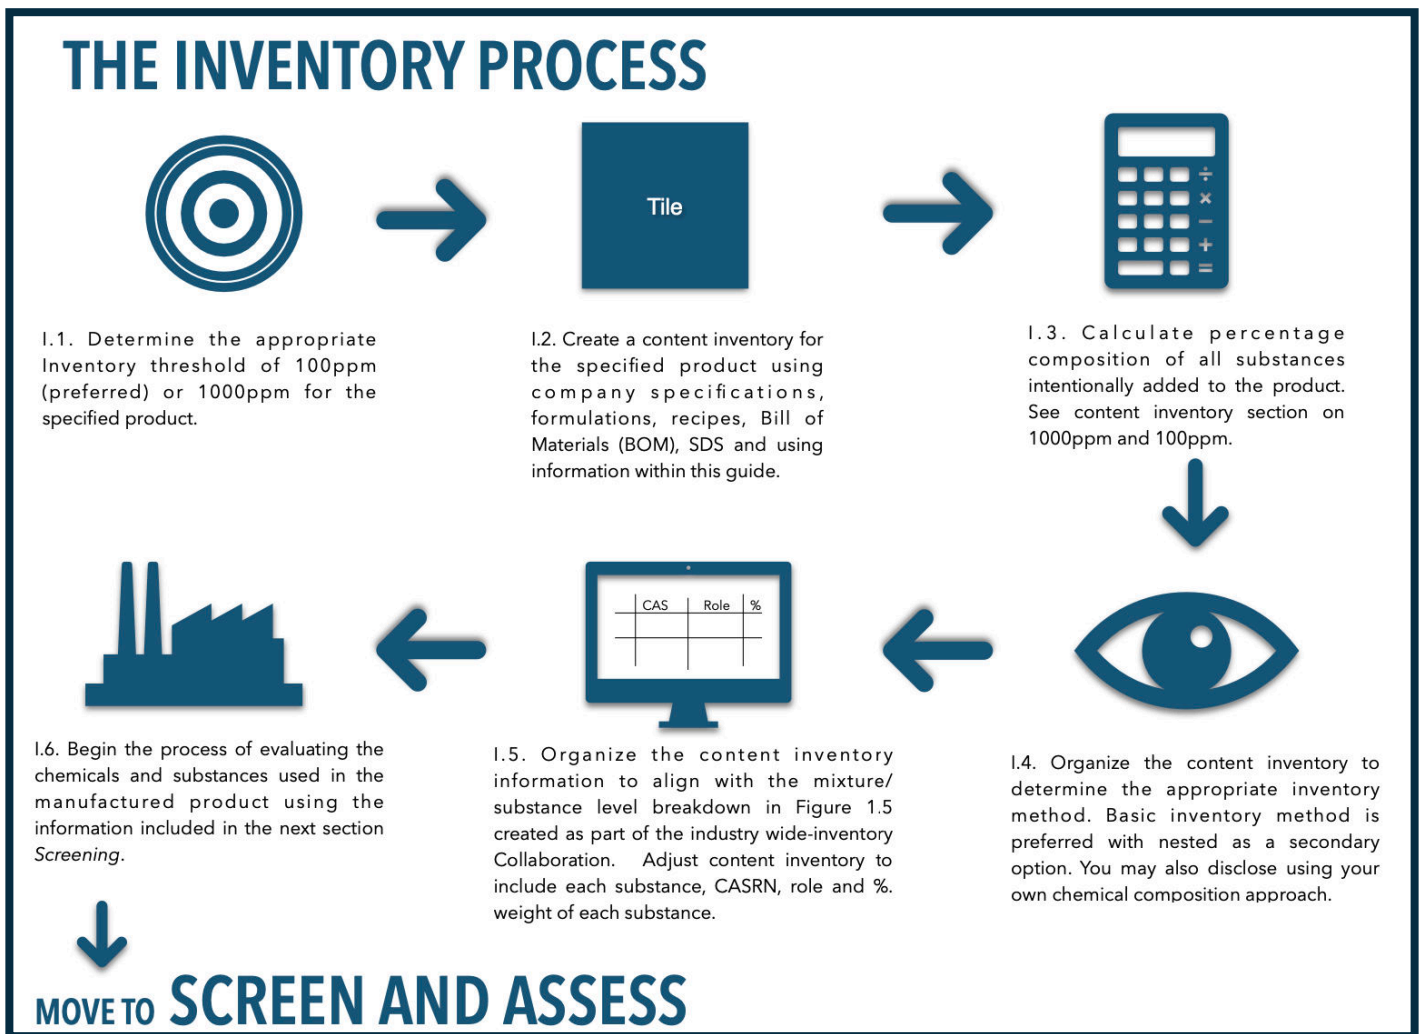 THE INVENTORY PROCESS
Tile
I.1. Determine the appropriate
Inventory threshold of 100ppm
(preferred) or 1000ppm for the
specified product.
I.2. Create a content inventory for
the specified product using
company specifications,
formulations, recipes, Bill of
Materials (BOM), SDS and using
information within this guide.
÷
×
−
+
=
I.3. Calculate percentage
composition of all substances
intentionally added to the product.
See content inventory section on
1000ppm and 100ppm.
I.4. Organize the content inventory to
determine the appropriate inventory
method. Basic inventory method is
preferred with nested as a secondary
option. You may also disclose using your
own chemical composition approach.
CAS Role %
I.5. Organize the content inventory
information to align with the mixture/
substance level breakdown in Figure 1.5
created as part of the industry wide-inventory
Collaboration. Adjust content inventory to
include each substance, CASRN, role and %.
weight of each substance.
I.6. Begin the process of evaluating the
chemicals and substances used in the
manufactured product using the
information included in the next section
Screening.
MOVE TO SCREEN AND ASSESS